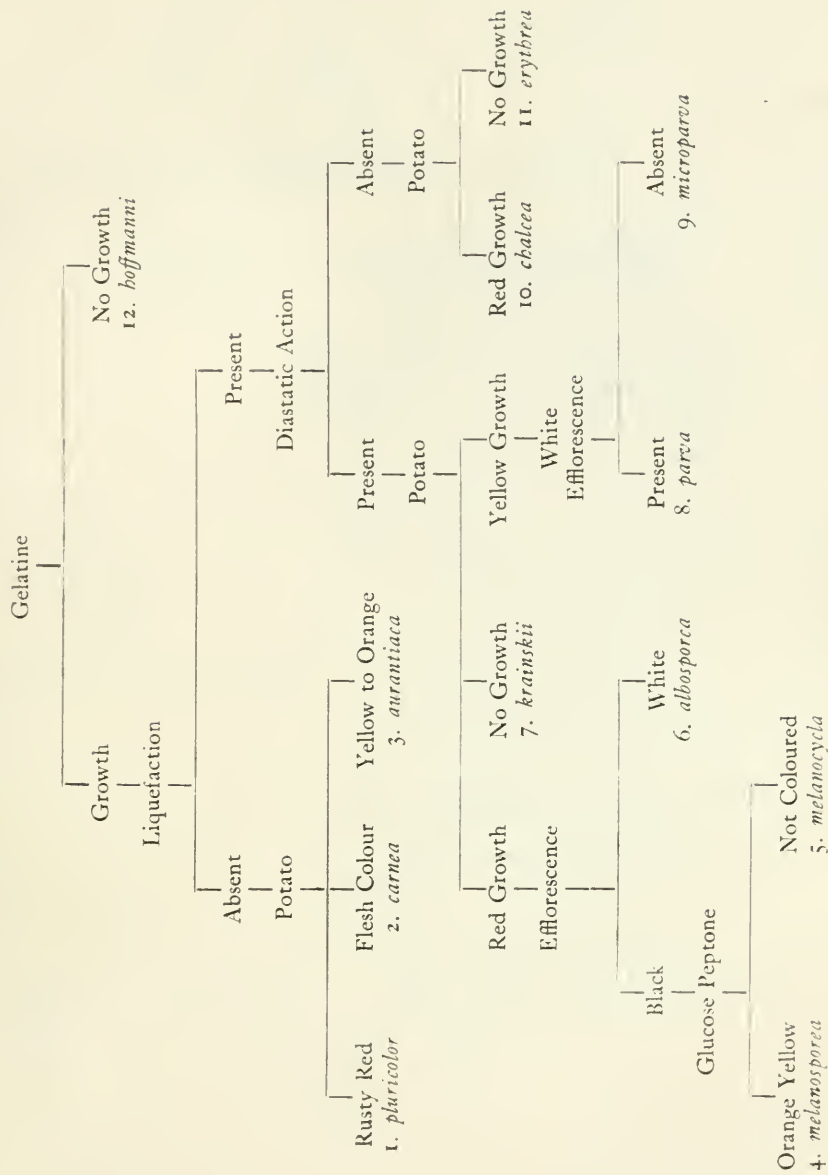 Gelatine
Growth
No Growth
12. hoffmanni
Liquefaction
Absent
Present
Potato
Diastatic Action
Rusty Red
1. pluricolor
Flesh Colour
2. carnea
Yellow to Orange
3. aurantiaca
Present
Absent
Potato
Potato
Red Growth
No Growth
7. krainskii
Yellow Growth
Red Growth
10. chalcea
No Growth
11. erythrea
Efflorescence
White
Efflorescence
Black
White
6. albosporea
Present
8. parva
Absent
9. microparva
Glucose Peptone
Orange Yellow
4. melanosporea
Not Coloured
5. melanocycla